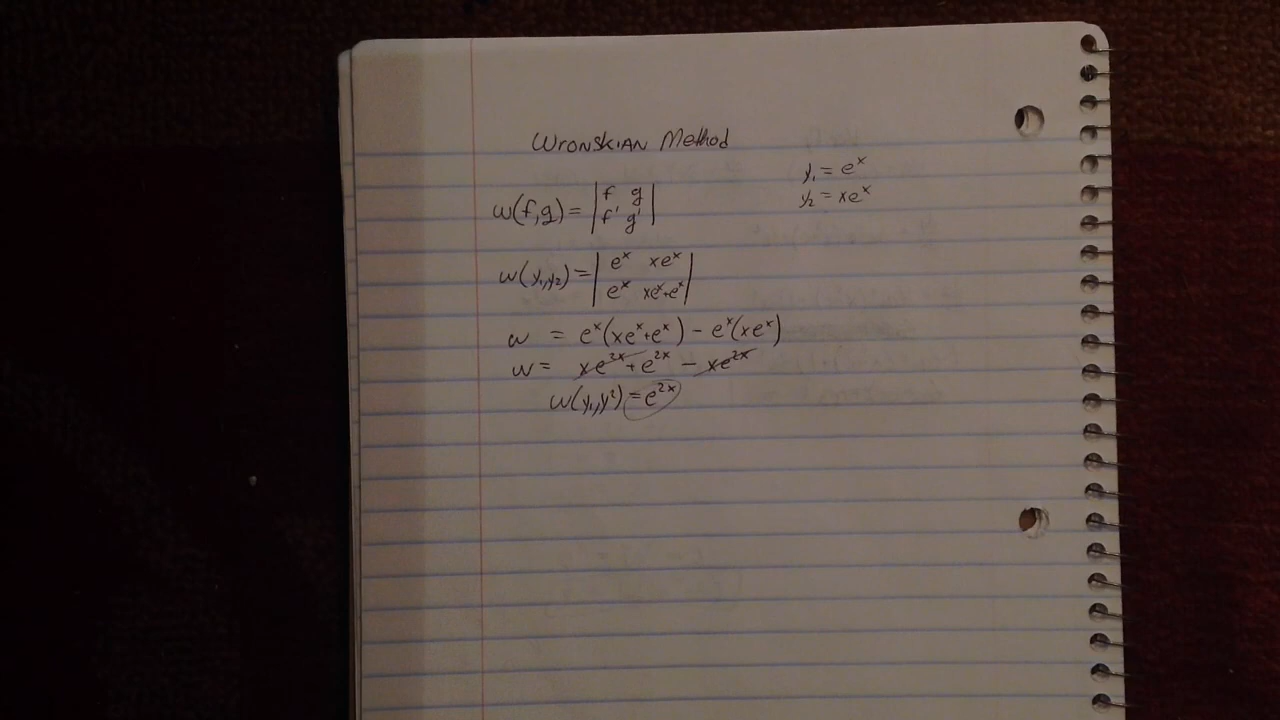 Wronskian Method
y₁ = eˣ
y₂ = xeˣ
w(f,g) = |f g|
|f' g'|
w(y₁,y₂) = |eˣ xeˣ|
|eˣ xeˣ+eˣ|
w = eˣ(xeˣ+eˣ) - eˣ(xeˣ)
w = xe²ˣ + e²ˣ - xe²ˣ
w(y₁,y²) = e²ˣ